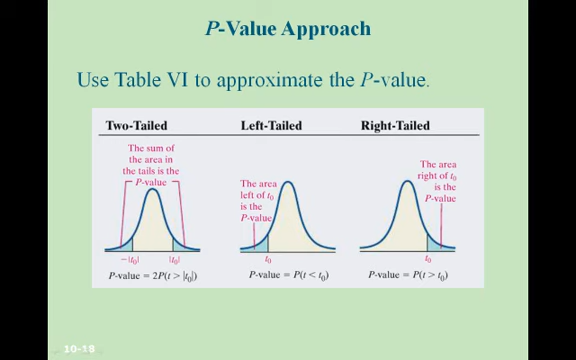 P-Value Approach
Use Table VI to approximate the P-value.
Two-Tailed
The sum of
the area in
the tails is the
P-value
−|t₀|
|t₀|
P-value = 2P(t > |t₀|)
Left-Tailed
The area
left of t₀
is the
P-value
t₀
P-value = P(t < t₀)
Right-Tailed
The area
right of t₀
is the
P-value
t₀
P-value = P(t > t₀)
10-18